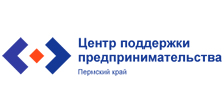 Центр поддержки
предпринимательства
Пермский край